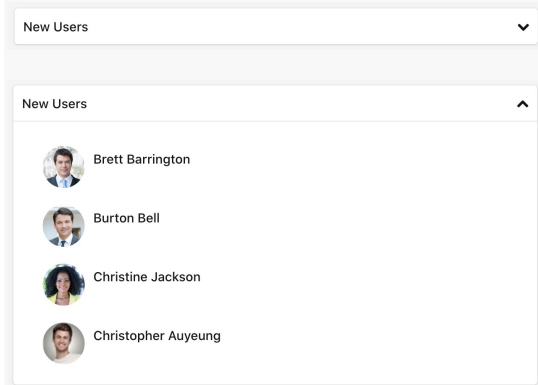 New Users
New Users
Brett Barrington
Burton Bell
Christine Jackson
Christopher Auyeung